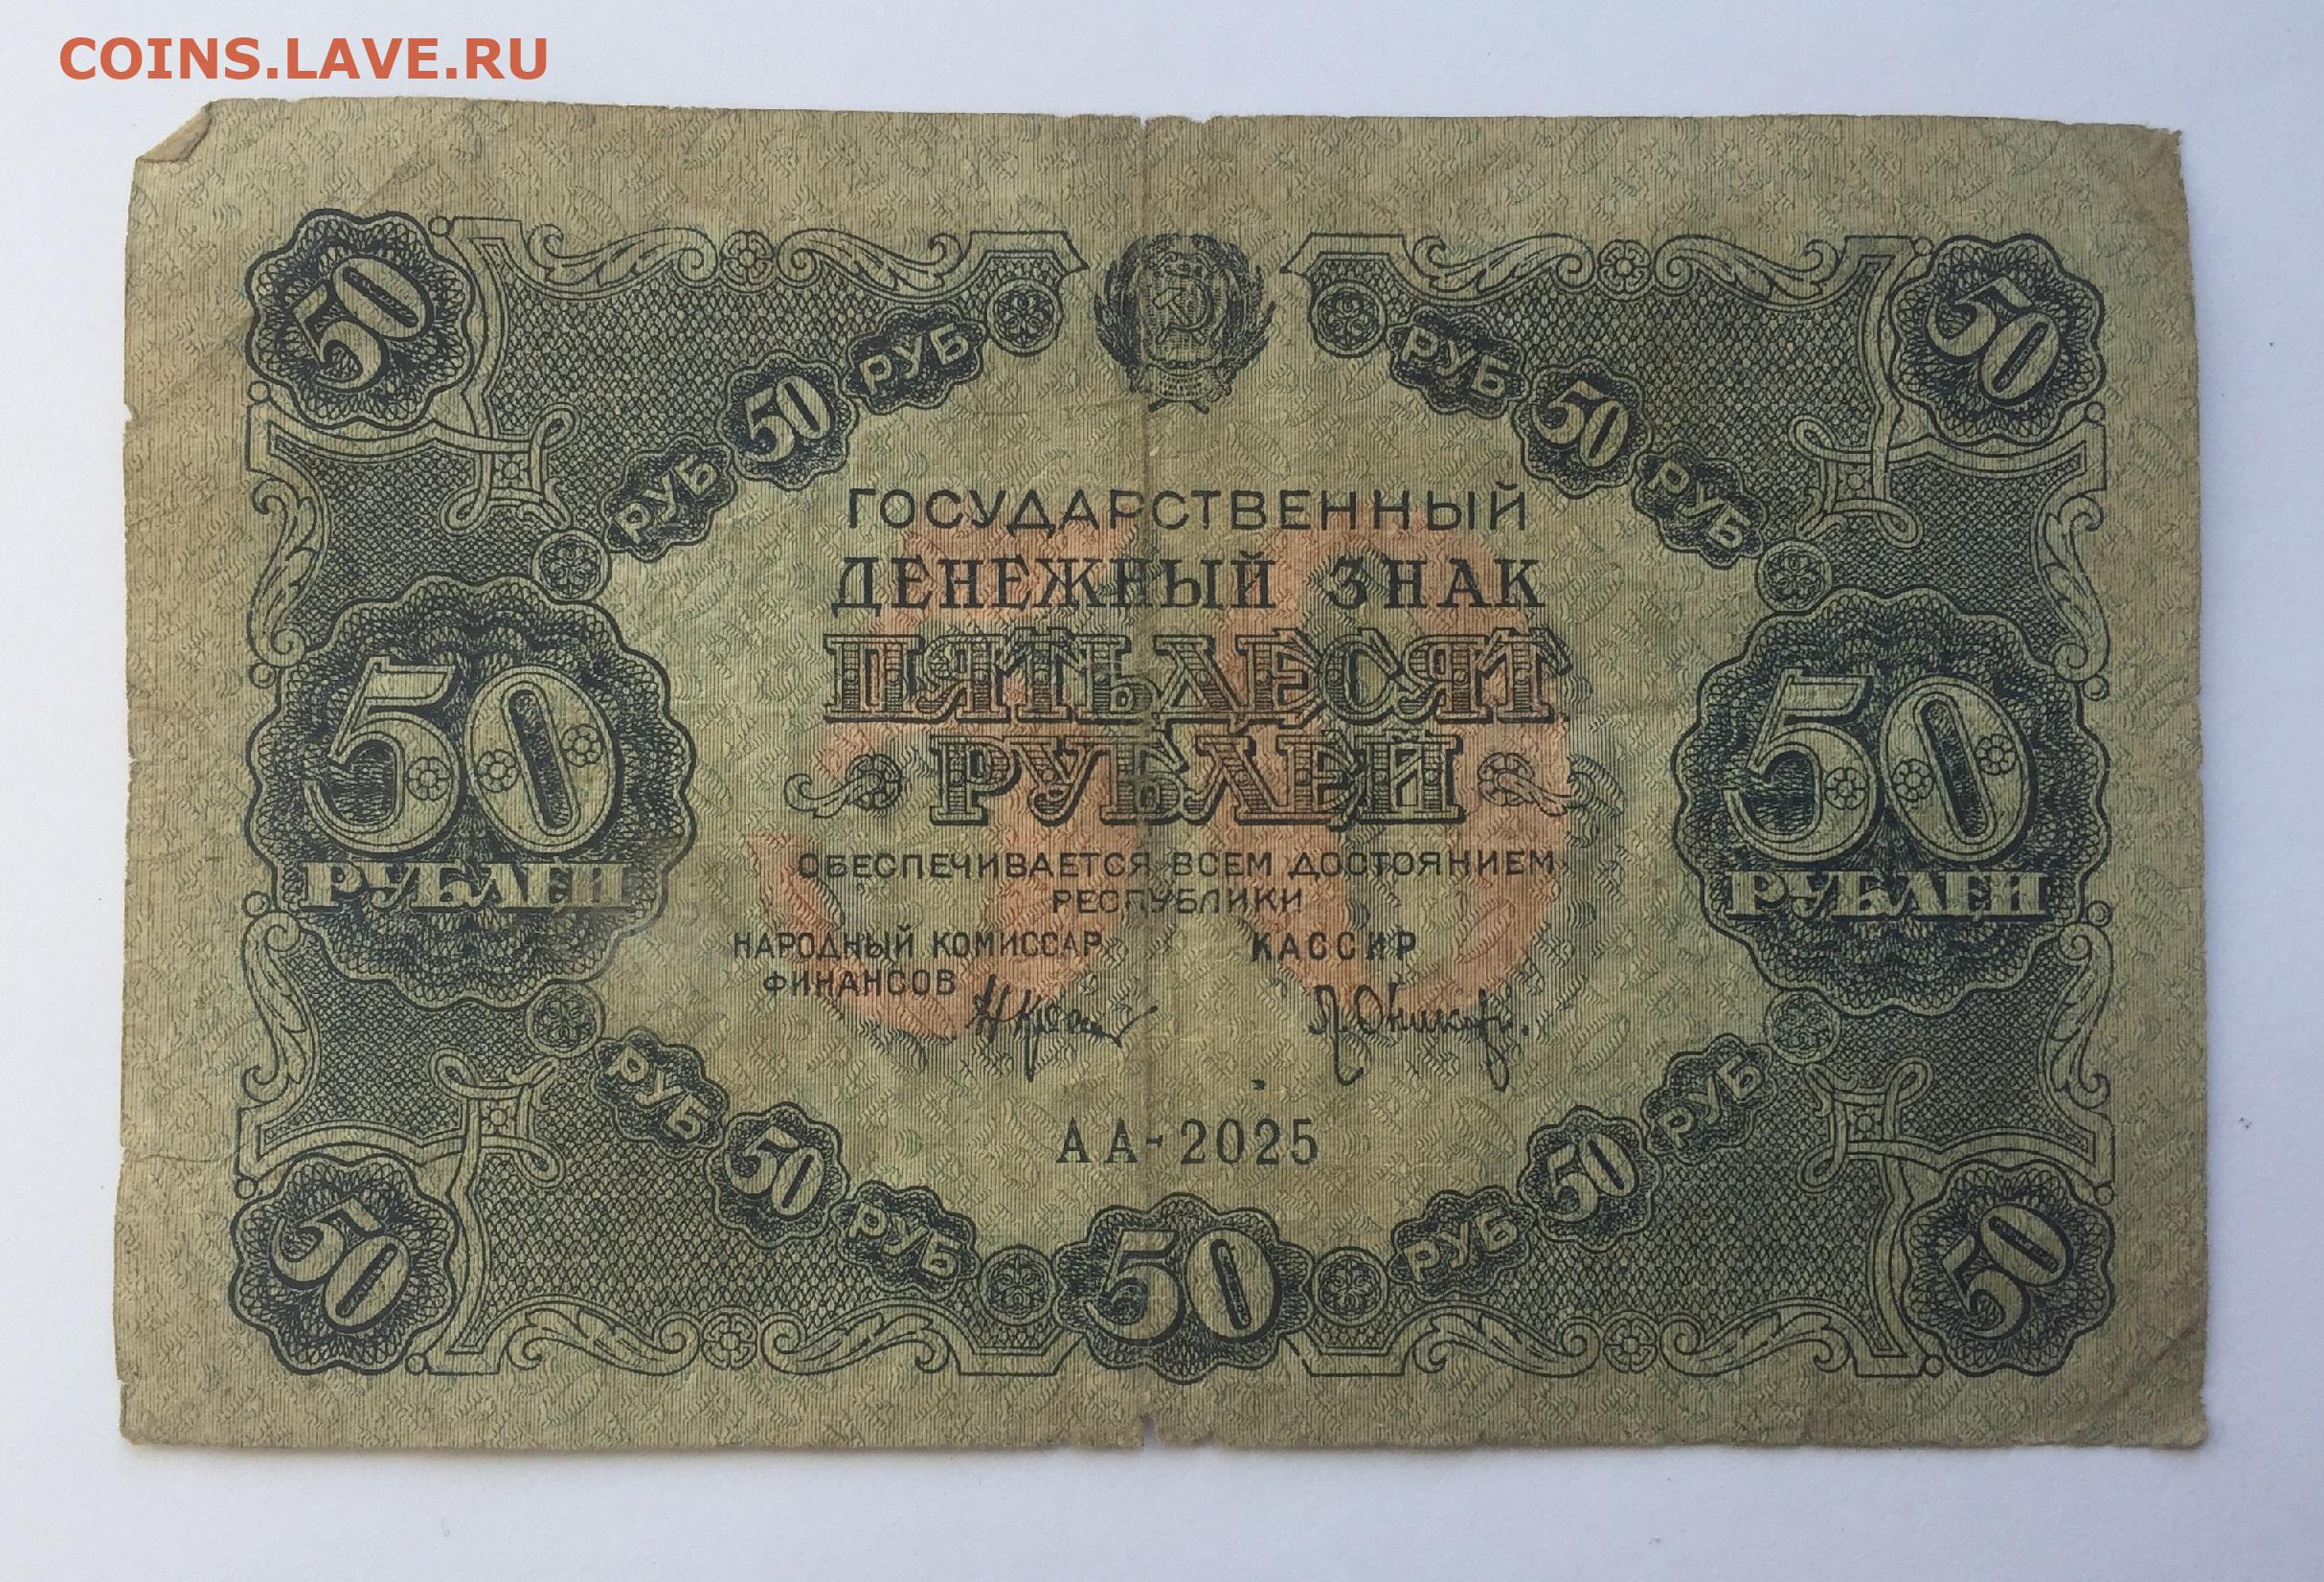 COINS.LAVE.RU
50
50
РУБ 50 РУБ
РУБ 50 РУБ
ГОСУДАРСТВЕННЫЙ
ДЕНЕЖНЫЙ ЗНАК
ПЯТЬДЕСЯТ
РУБЛЕЙ
50
РУБЛЕЙ
50
РУБЛЕЙ
ОБЕСПЕЧИВАЕТСЯ ВСЕМ ДОСТОЯНИЕМ
РЕСПУБЛИКИ
НАРОДНЫЙ КОМИССАР
ФИНАНСОВ
КАССИР
АА-2025
РУБ 50 РУБ
50
РУБ 50 РУБ
50
50